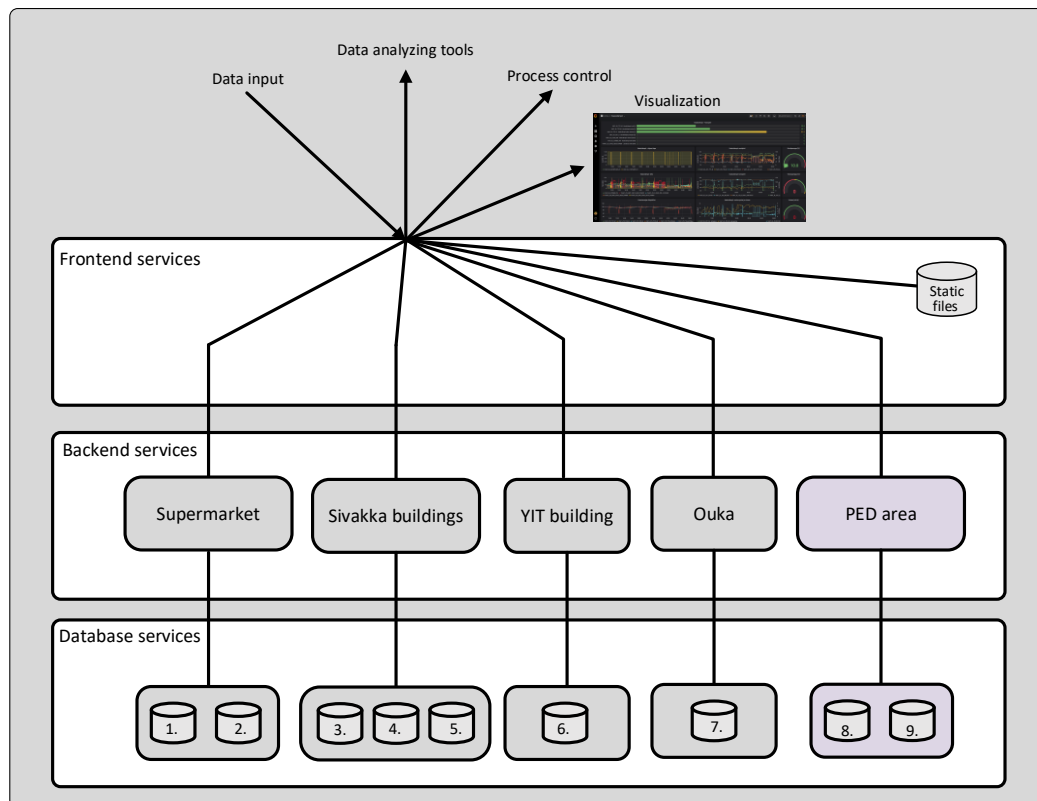 Data analyzing tools
Data input
Process control
Visualization
Frontend services
Static
files
Backend services
Supermarket
Sivakka buildings
YIT building
Ouka
PED area
Database services
1.
2.
3.
4.
5.
6.
7.
8.
9.